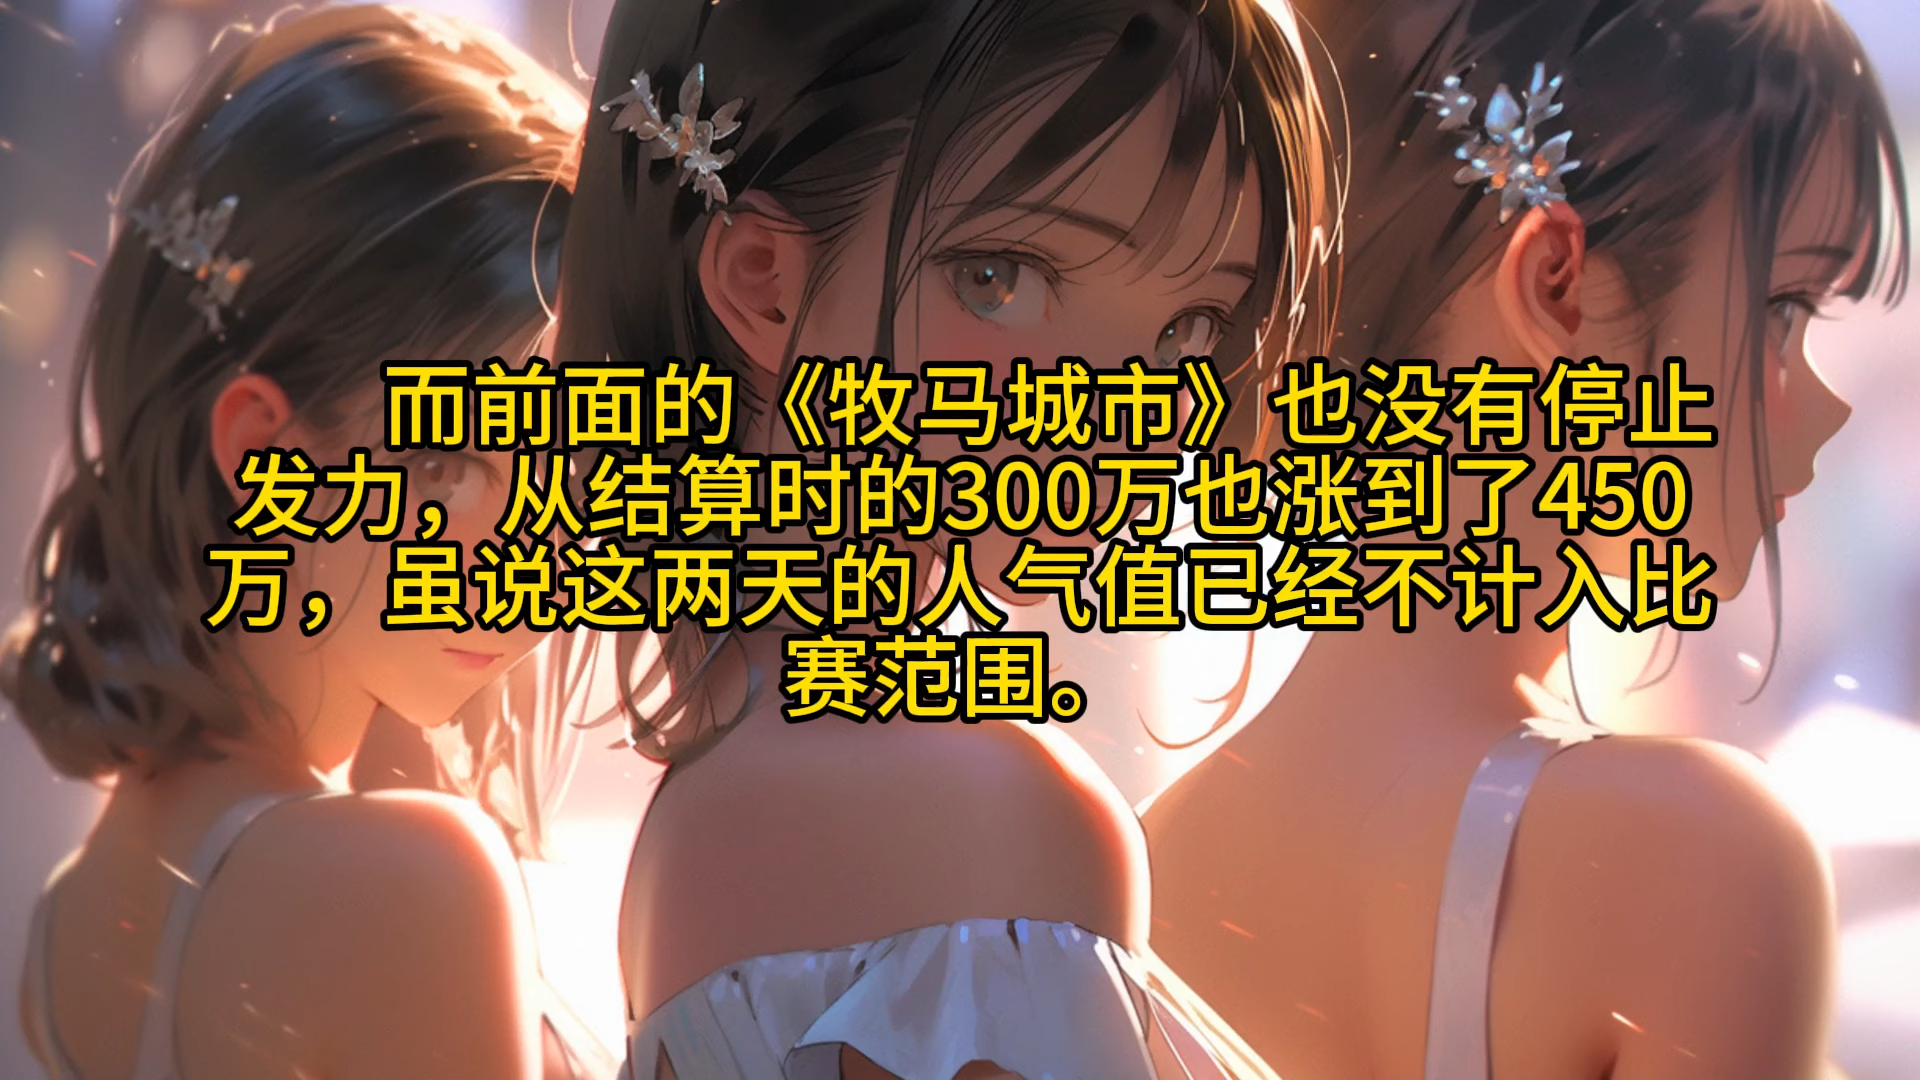 而前面的《牧马城市》也没有停止
发力，从结算时的300万也涨到了450
万，虽说这两天的人气值已经不计入比
赛范围。